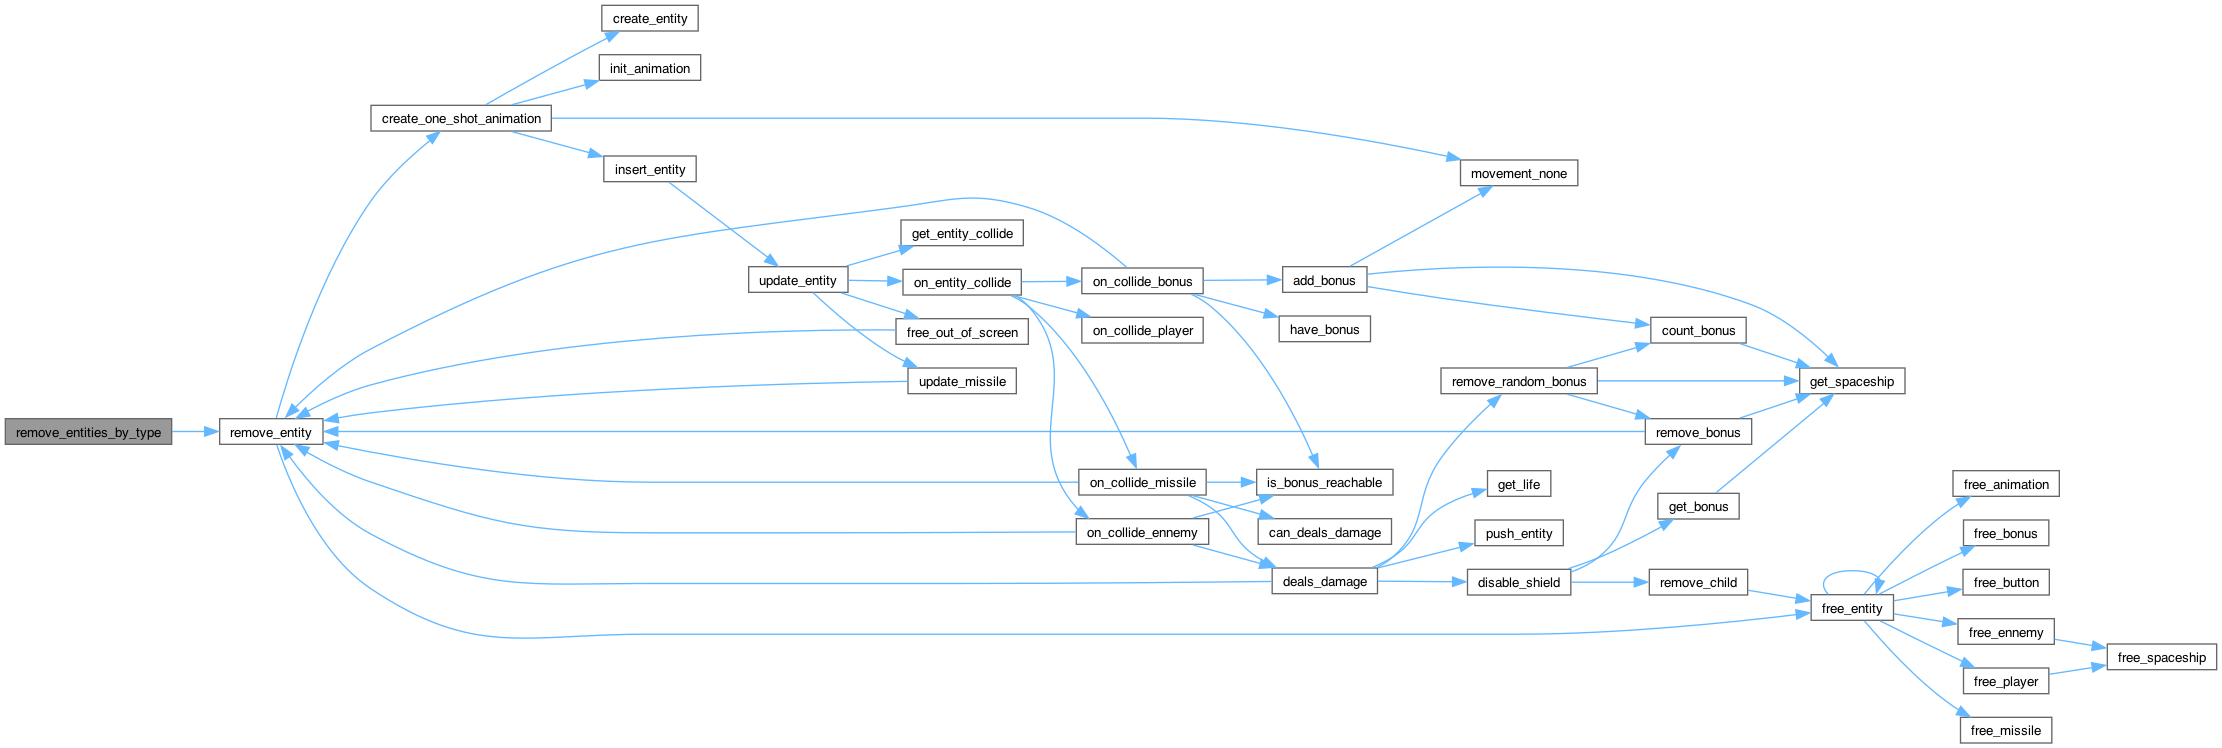 create_entity
init_animation
create_one_shot_animation
insert_entity
movement_none
get_entity_collide
update_entity
on_entity_collide
on_collide_bonus
add_bonus
free_out_of_screen
on_collide_player
have_bonus
count_bonus
update_missile
remove_random_bonus
get_spaceship
remove_entities_by_type
remove_entity
remove_bonus
on_collide_missile
is_bonus_reachable
get_life
free_animation
get_bonus
on_collide_ennemy
can_deals_damage
push_entity
free_bonus
deals_damage
disable_shield
remove_child
free_button
free_entity
free_ennemy
free_spaceship
free_player
free_missile